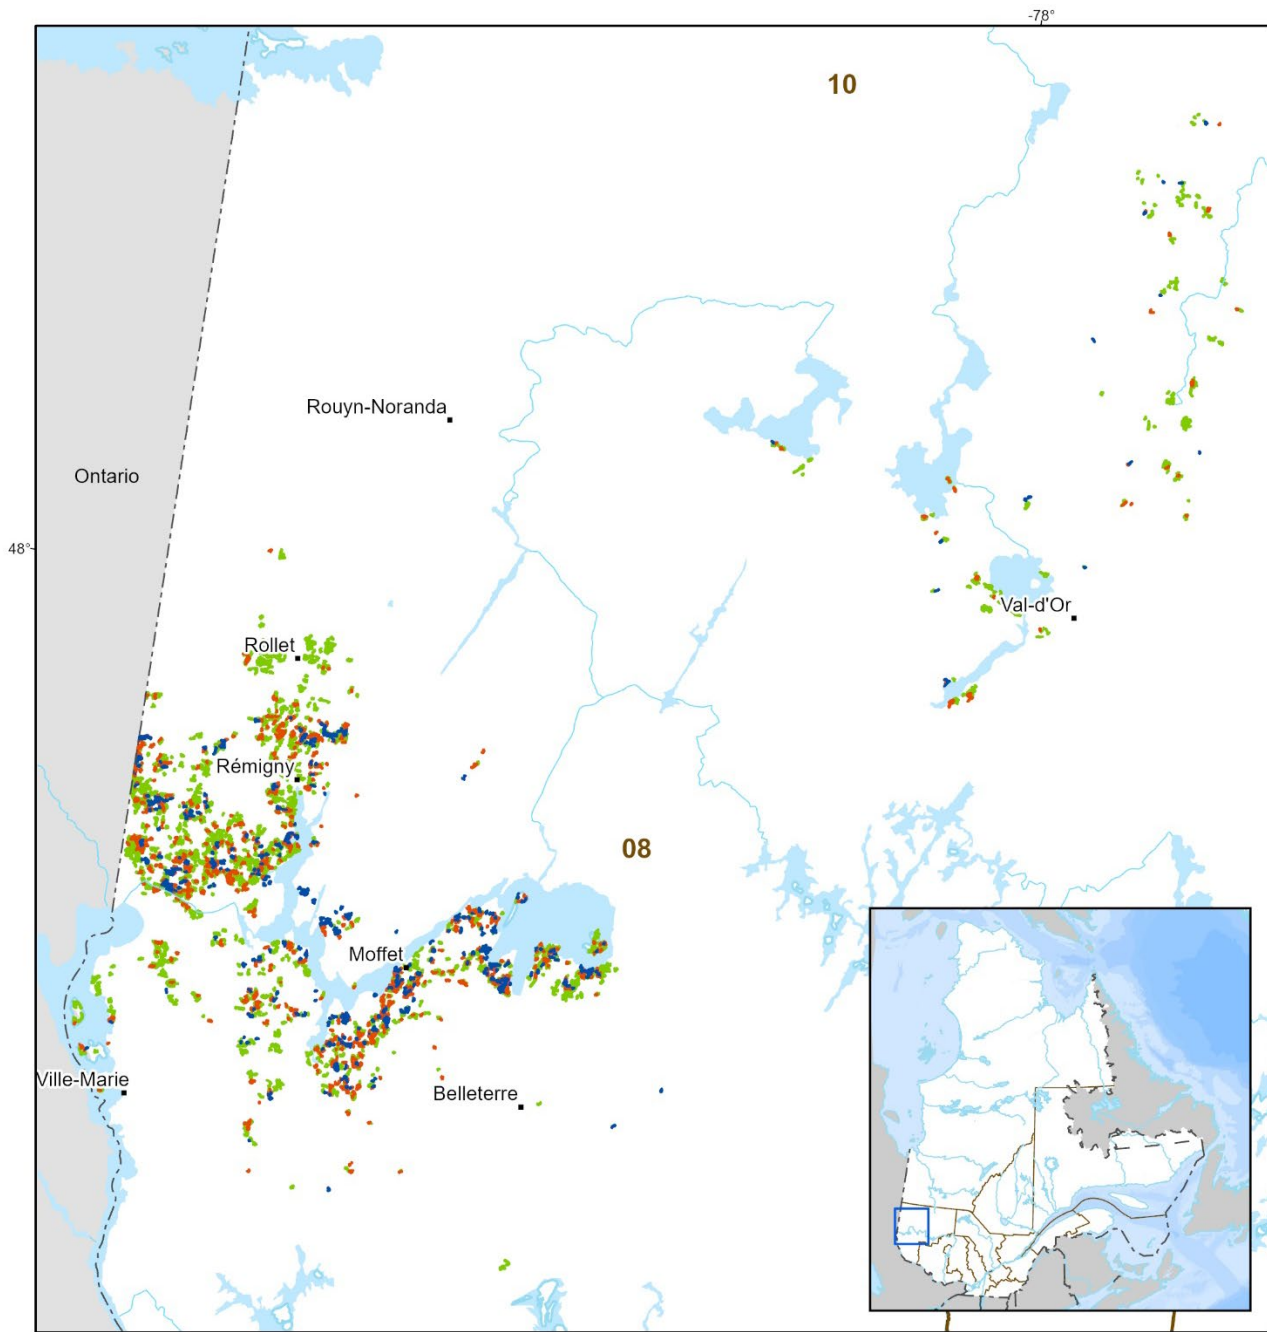 -78°
10
Rouyn-Noranda
Ontario
48°
Val-d'Or
Rollet
Rémigny
08
Moffet
Ville-Marie
Belleterre